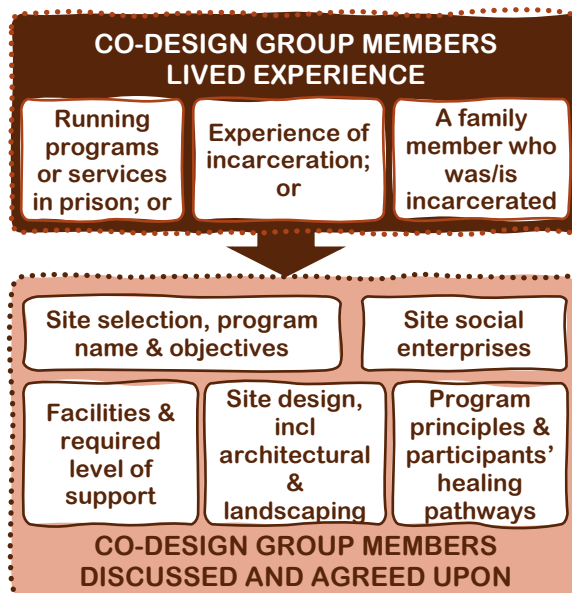 CO-DESIGN GROUP MEMBERS
LIVED EXPERIENCE
Running
programs
or services
in prison; or
Experience of
incarceration;
or
A family
member who
was/is
incarcerated
Site selection, program
name & objectives
Site social
enterprises
Facilities &
required
level of
support
Site design,
incl
architectural
&
landscaping
Program
principles &
participants’
healing
pathways
CO-DESIGN GROUP MEMBERS
DISCUSSED AND AGREED UPON